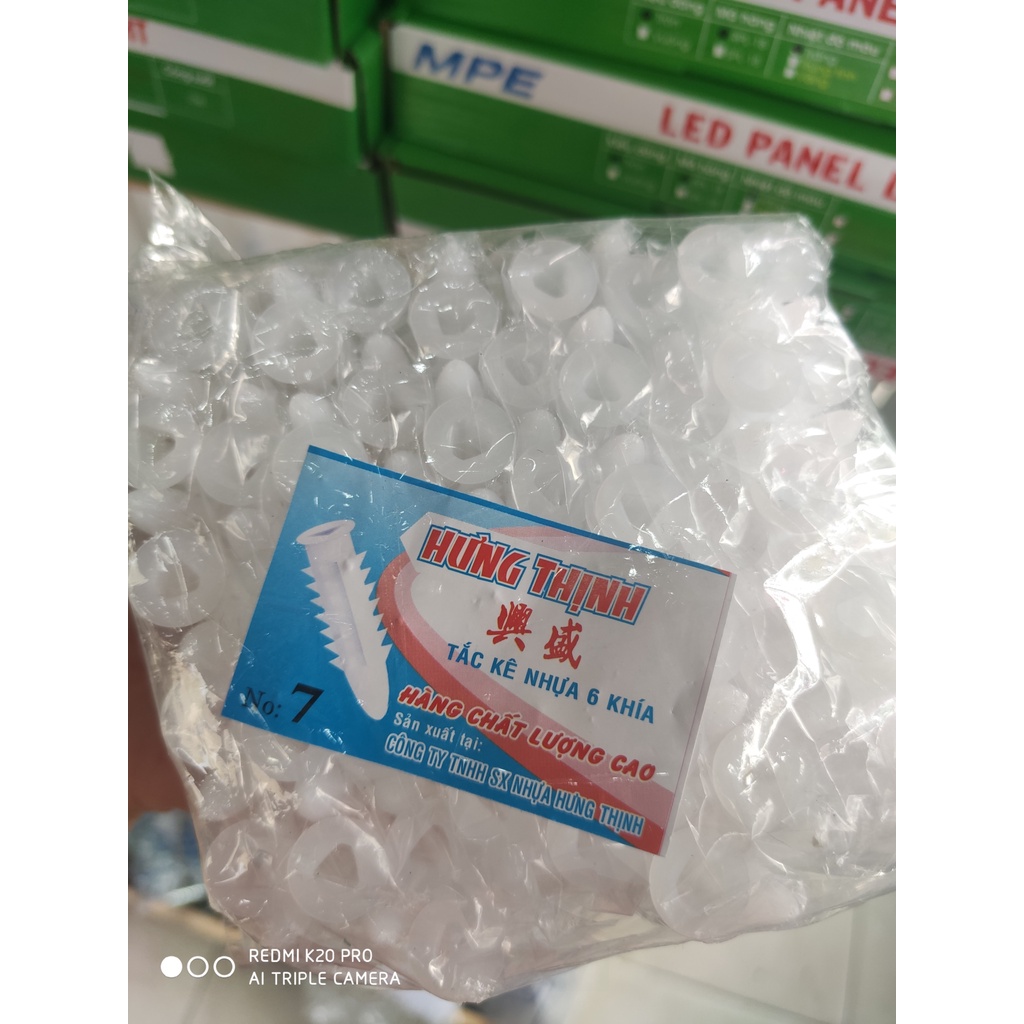 MPE
LED PANEL
HƯNG THỊNH
興盛
TẮC KÊ NHỰA 6 KHÍA
No: 7
HÀNG CHẤT LƯỢNG CAO
Sản xuất tại:
CÔNG TY TNHH SX NHỰA HƯNG THỊNH
REDMI K20 PRO
AI TRIPLE CAMERA